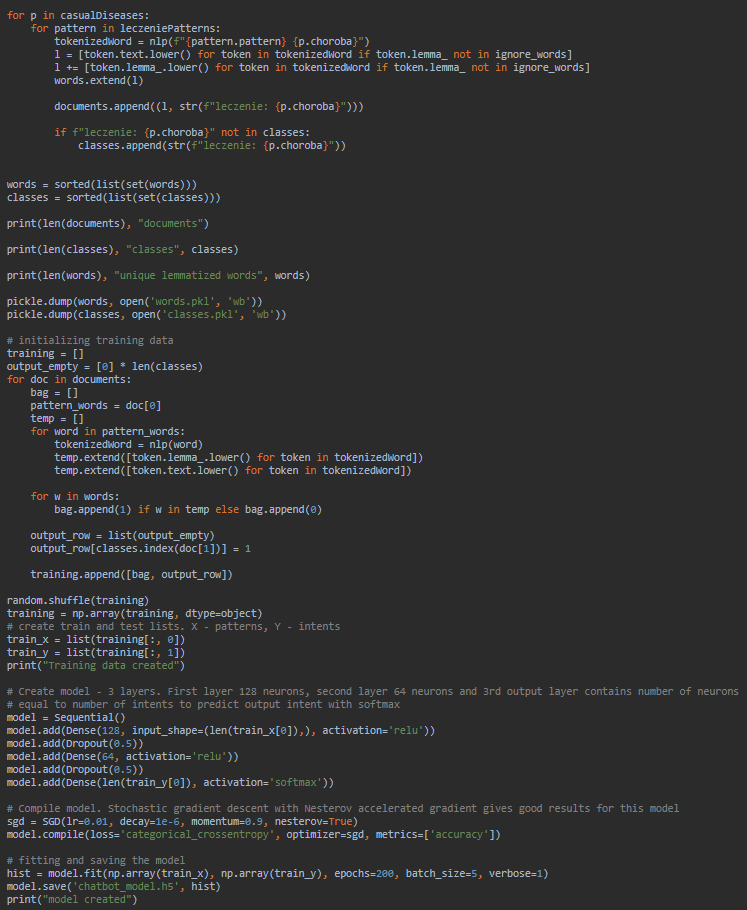 for p in casualDiseases:
    for pattern in leczeniePatterns:
        tokenizedWord = nlp(f"{pattern.pattern} {p.choroba}")
        l = [token.text.lower() for token in tokenizedWord if token.lemma_ not in ignore_words]
        l += [token.lemma_.lower() for token in tokenizedWord if token.lemma_ not in ignore_words]
        words.extend(l)
        documents.append((l, str(f"leczenie: {p.choroba}")))
        if f"leczenie: {p.choroba}" not in classes:
            classes.append(str(f"leczenie: {p.choroba}"))
words = sorted(list(set(words)))
classes = sorted(list(set(classes)))
print(len(documents), "documents")
print(len(classes), "classes", classes)
print(len(words), "unique lemmatized words", words)
pickle.dump(words, open('words.pkl', 'wb'))
pickle.dump(classes, open('classes.pkl', 'wb'))
# initializing training data
training = []
output_empty = [0] * len(classes)
for doc in documents:
    bag = []
    pattern_words = doc[0]
    temp = []
    for word in pattern_words:
        tokenizedWord = nlp(word)
        temp.extend([token.lemma_.lower() for token in tokenizedWord])
        temp.extend([token.text.lower() for token in tokenizedWord])
    for w in words:
        bag.append(1) if w in temp else bag.append(0)
    output_row = list(output_empty)
    output_row[classes.index(doc[1])] = 1
    training.append([bag, output_row])
random.shuffle(training)
training = np.array(training, dtype=object)
# create train and test lists. X - patterns, Y - intents
train_x = list(training[:, 0])
train_y = list(training[:, 1])
print("Training data created")
# Create model - 3 layers. First layer 128 neurons, second layer 64 neurons and 3rd output layer contains number of neurons
# equal to number of intents to predict output intent with softmax
model = Sequential()
model.add(Dense(128, input_shape=(len(train_x[0]),), activation='relu'))
model.add(Dropout(0.5))
model.add(Dense(64, activation='relu'))
model.add(Dropout(0.5))
model.add(Dense(len(train_y[0]), activation='softmax'))
# Compile model. Stochastic gradient descent with Nesterov accelerated gradient gives good results for this model
sgd = SGD(lr=0.01, decay=1e-6, momentum=0.9, nesterov=True)
model.compile(loss='categorical_crossentropy', optimizer=sgd, metrics=['accuracy'])
# fitting and saving the model
hist = model.fit(np.array(train_x), np.array(train_y), epochs=200, batch_size=5, verbose=1)
model.save('chatbot_model.h5', hist)
print("model created")